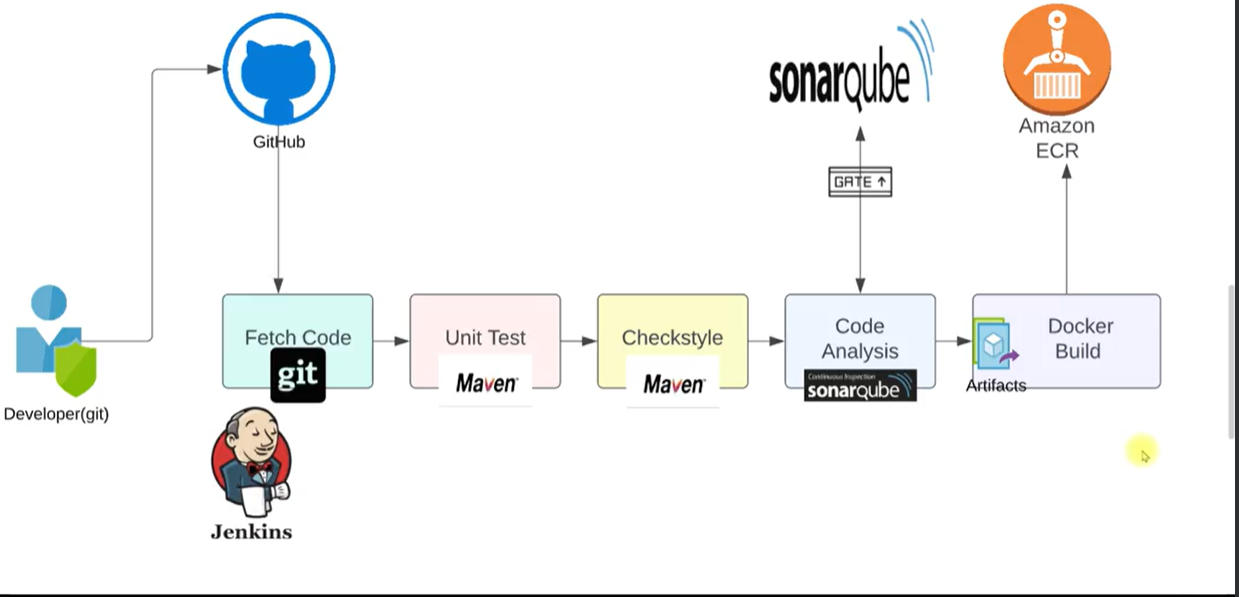 GitHub
sonarqube
Amazon
ECR
GATE ↑
Fetch Code
git
Unit Test
Maven
Checkstyle
Maven
Code
Analysis
Continuous Inspection
sonarqube
Docker
Build
Artifacts
Developer(git)
Jenkins